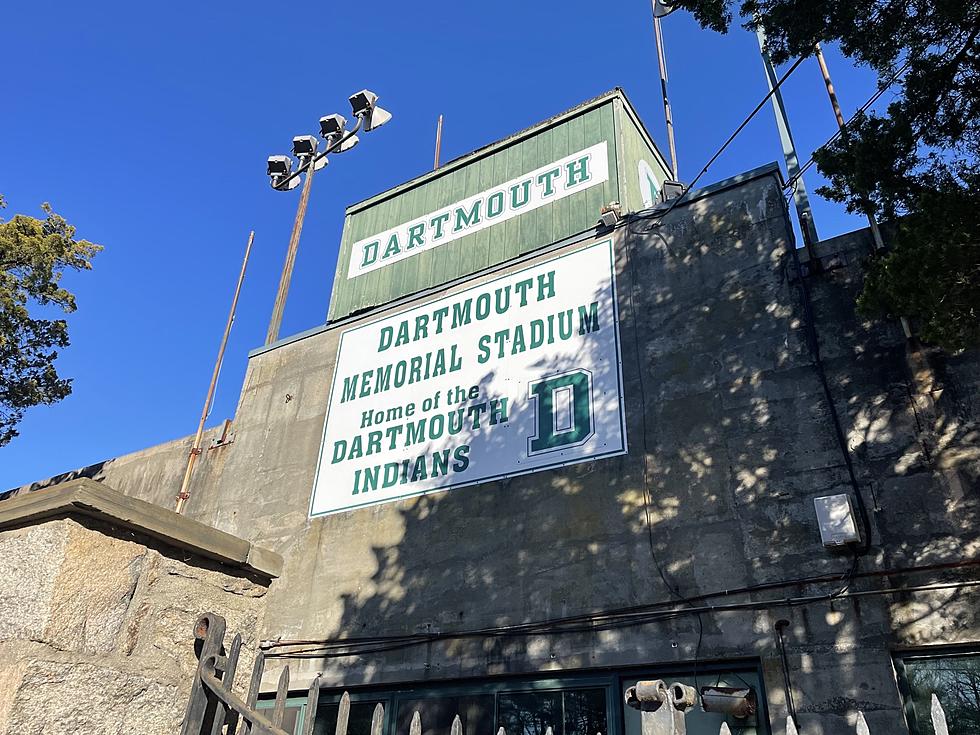 DARTMOUTH
DARTMOUTH
MEMORIAL STADIUM
Home of the
DARTMOUTH
INDIANS
D